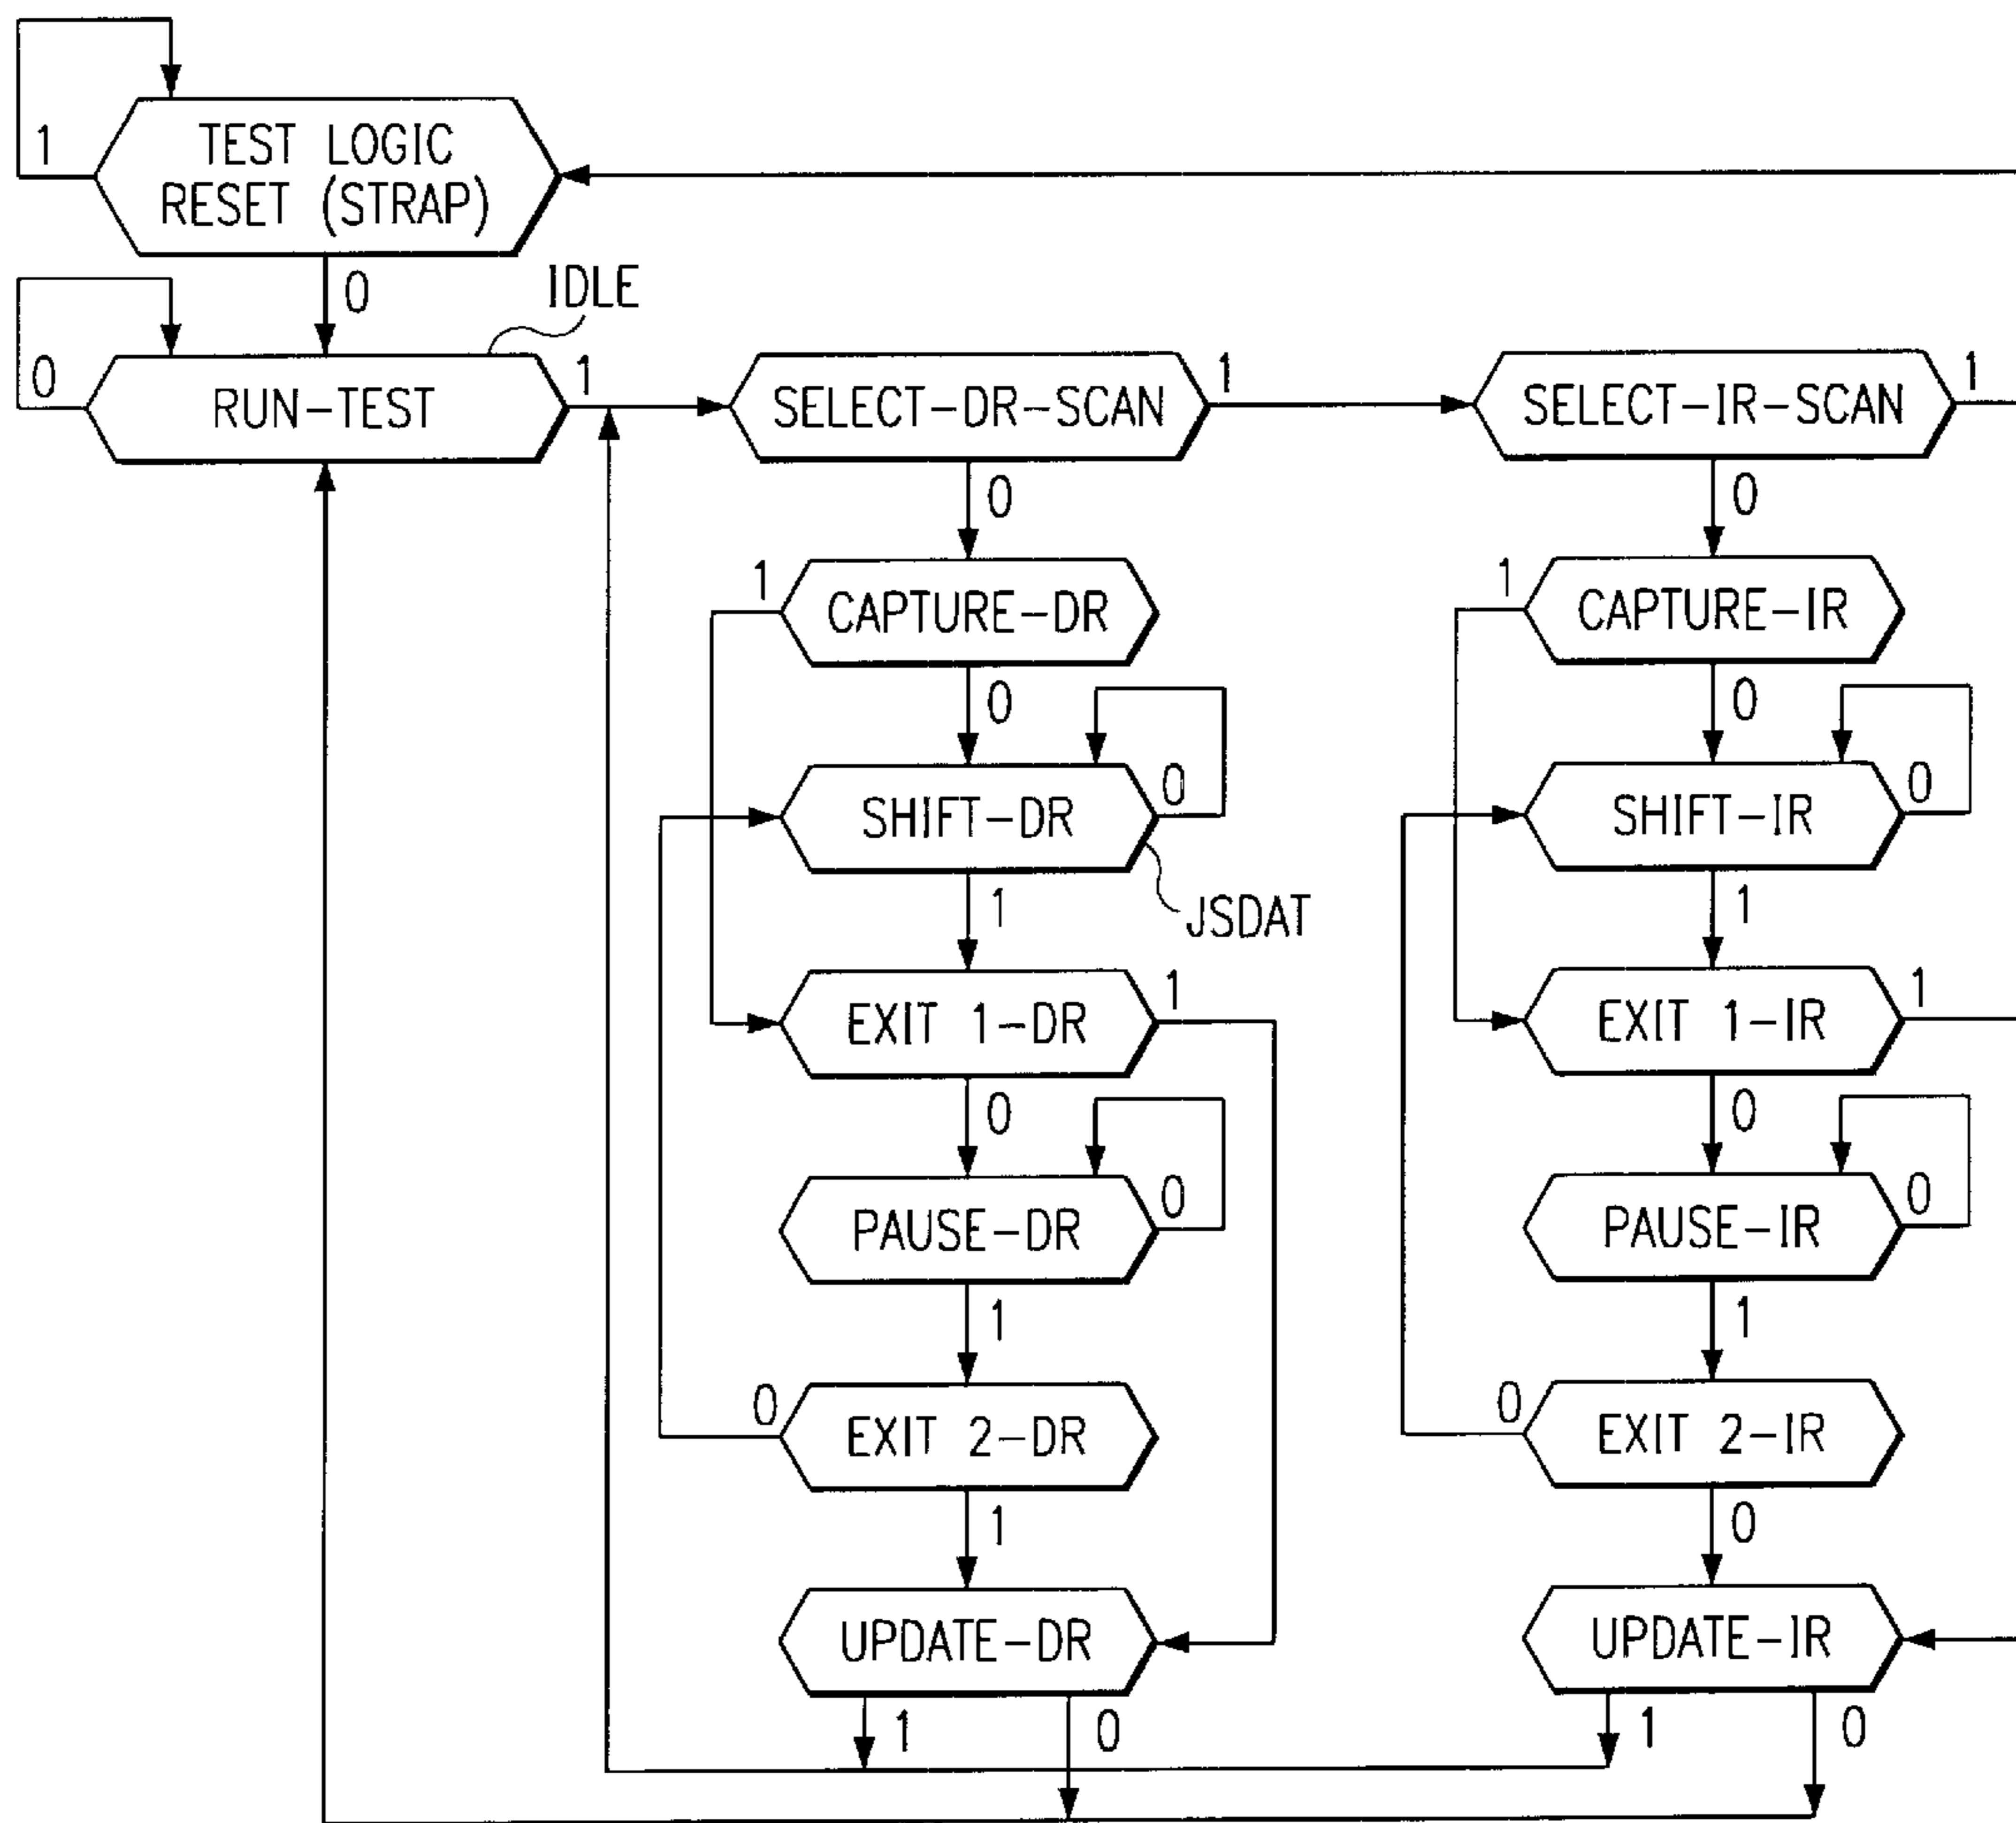 1
TEST LOGIC
RESET (STRAP)
0
IDLE
0
RUN-TEST
1
SELECT-DR-SCAN
1
SELECT-IR-SCAN
1
0
0
1
CAPTURE-DR
1
CAPTURE-IR
0
0
SHIFT-DR
0
SHIFT-IR
0
JSDAT
1
1
EXIT 1-DR
1
EXIT 1-IR
1
0
0
PAUSE-DR
0
PAUSE-IR
0
1
1
0
EXIT 2-DR
0
EXIT 2-IR
1
0
UPDATE-DR
UPDATE-IR
1
0
1
0